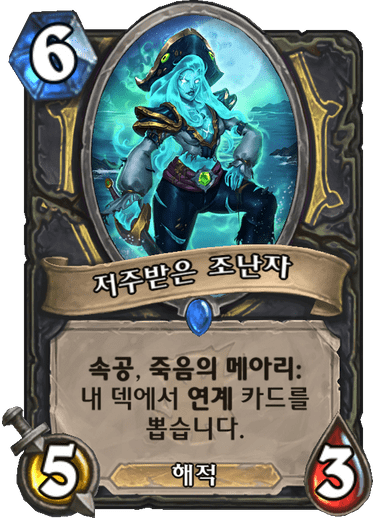 6
저주받은 조난자
속공, 죽음의 메아리:
내 덱에서 연계 카드를
뽑습니다.
5
해적
3